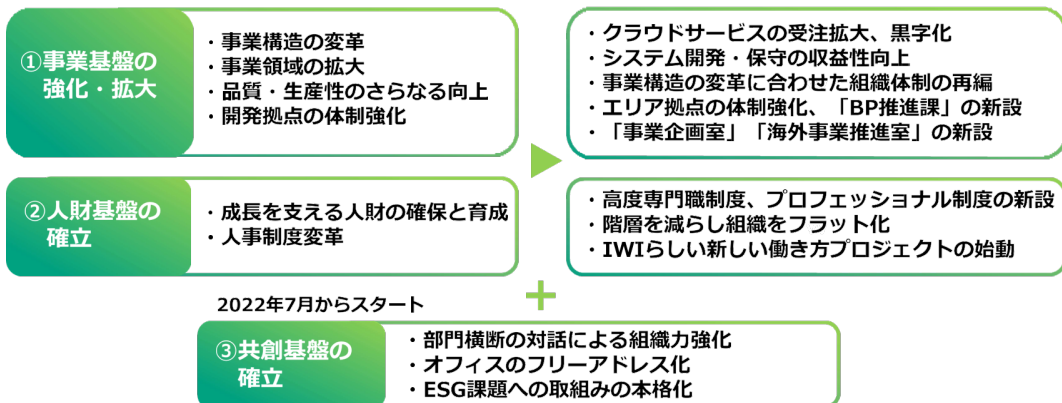 ①事業基盤の
強化・拡大
・事業構造の変革
・事業領域の拡大
・品質・生産性のさらなる向上
・開発拠点の体制強化
・クラウドサービスの受注拡大、黒字化
・システム開発・保守の収益性向上
・事業構造の変革に合わせた組織体制の再編
・エリア拠点の体制強化、「BP推進課」の新設
・「事業企画室」「海外事業推進室」の新設
②人財基盤の
確立
・成長を支える人財の確保と育成
・人事制度変革
・高度専門職制度、プロフェッショナル制度の新設
・階層を減らし組織をフラット化
・IWIらしい新しい働き方プロジェクトの始動
+
2022年7月からスタート
③共創基盤の
確立
・部門横断の対話による組織力強化
・オフィスのフリーアドレス化
・ESG課題への取組みの本格化